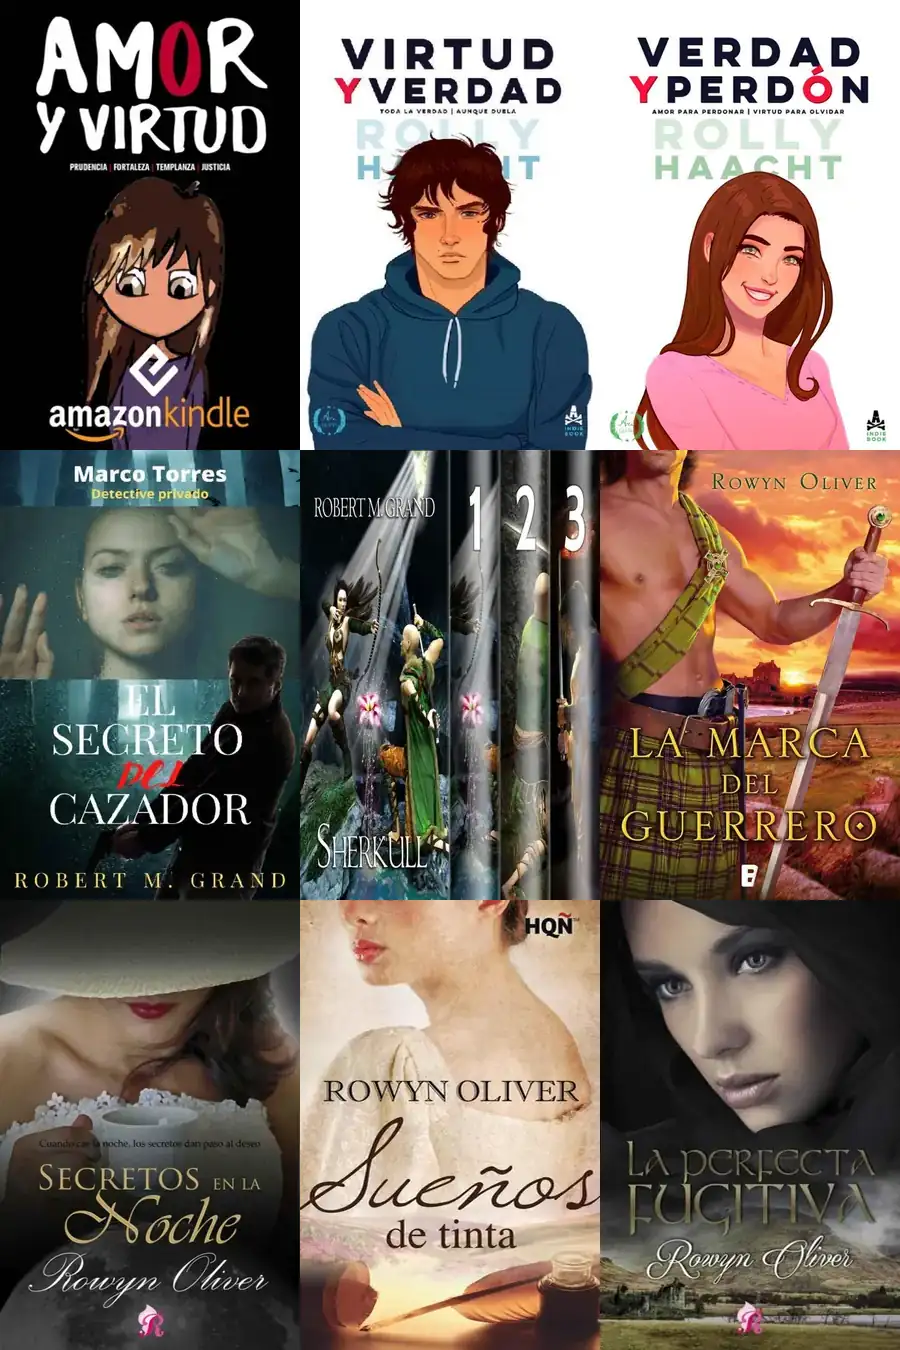 AMOR
Y VIRTUD
PRUDENCIA | FORTALEZA | TEMPLANZA | JUSTICIA
amazonkindle
VIRTUD
Y VERDAD
TODA LA VERDAD | AUNQUE DUELA
ROLLY
HAACHT
INDIE
BOOK
VERDAD
Y PERDÓN
AMOR PARA PERDONAR | VIRTUD PARA OLVIDAR
ROLLY
HAACHT
INDIE
BOOK
Marco Torres
Detective privado
EL
SECRETO
DEL
CAZADOR
ROBERT M. GRAND
ROBERT M. GRAND
SHERKULL
1 2 3
ROWYN OLIVER
LA MARCA
DEL
GUERRERO
B
Cuando cae la noche, los secretos dan paso al deseo
SECRETOS EN LA
Noche
Rowyn Oliver
R
HQÑ
ROWYN OLIVER
Sueños
de tinta
LA PERFECTA
FUGITIVA
Rowyn Oliver
R